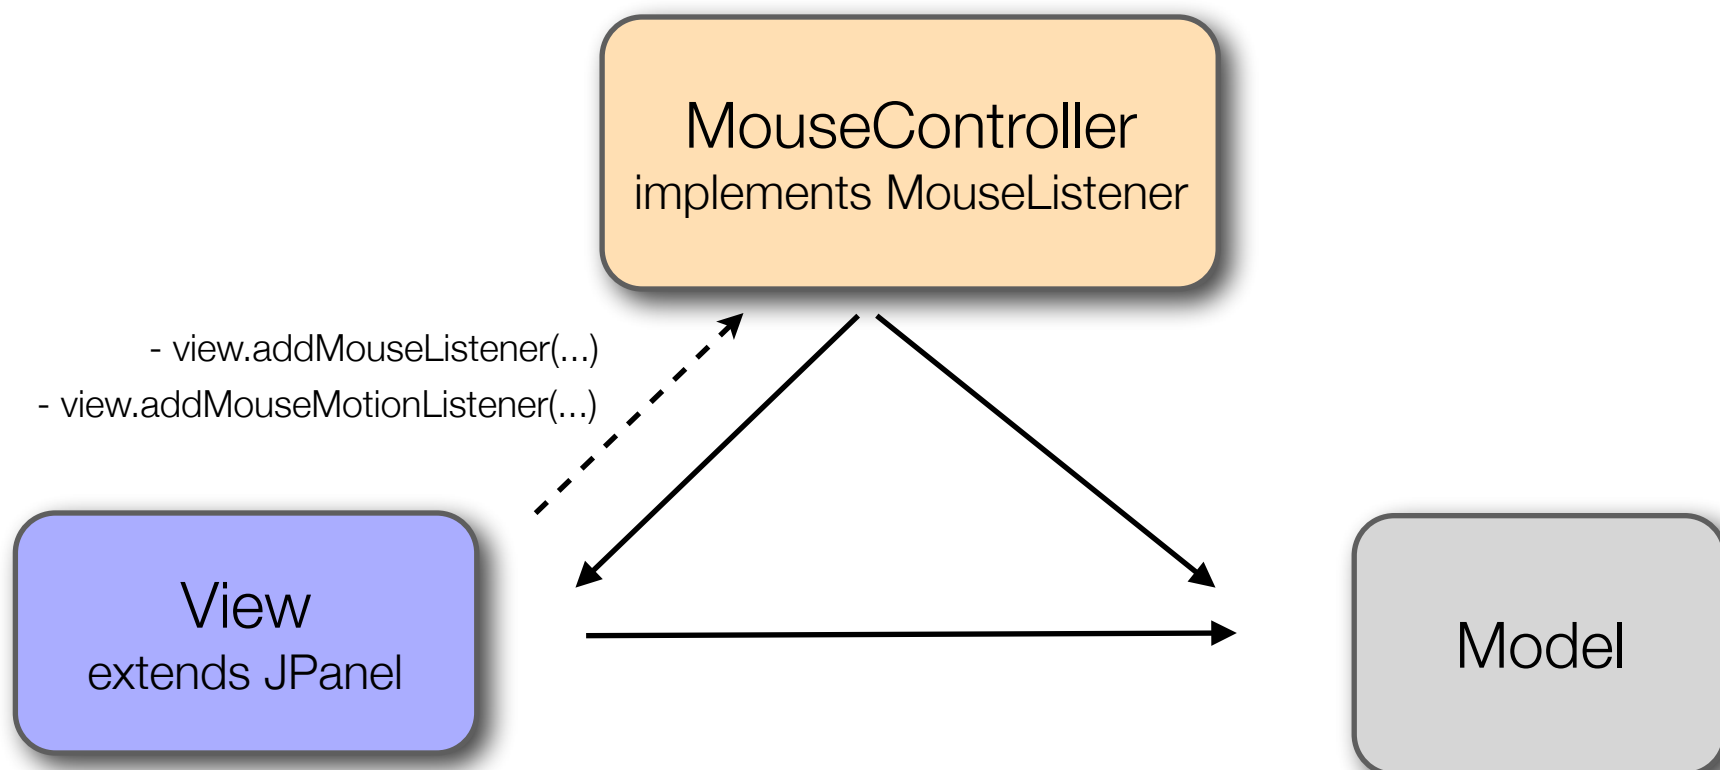 MouseController
implements MouseListener
- view.addMouseListener(...)
- view.addMouseMotionListener(...)
View
extends JPanel
Model